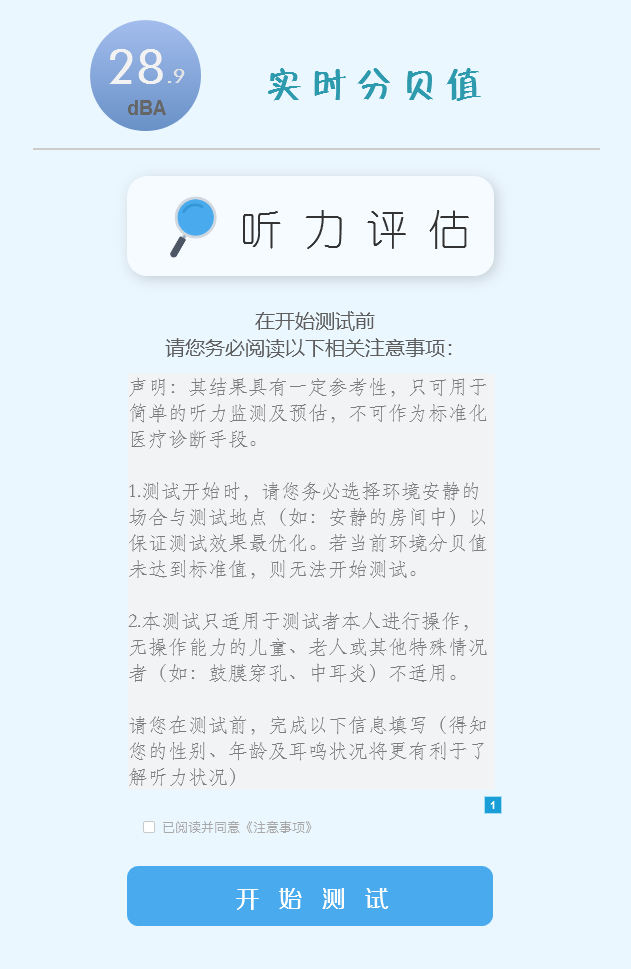 28.9
dBA
实时分贝值
听力评估
在开始测试前
请您务必阅读以下相关注意事项：
声明：其结果具有一定参考性，只可用于
简单的听力监测及预估，不可作为标准化
医疗诊断手段。
1.测试开始时，请您务必选择环境安静的
场合与测试地点（如：安静的房间中）以
保证测试效果最优化。若当前环境分贝值
未达到标准值，则无法开始测试。
2.本测试只适用于测试者本人进行操作，
无操作能力的儿童、老人或其他特殊情况
者（如：鼓膜穿孔、中耳炎）不适用。
请您在测试前，完成以下信息填写（得知
您的性别、年龄及耳鸣状况将更有利于了
解听力状况）
1
已阅读并同意《注意事项》
开始测试